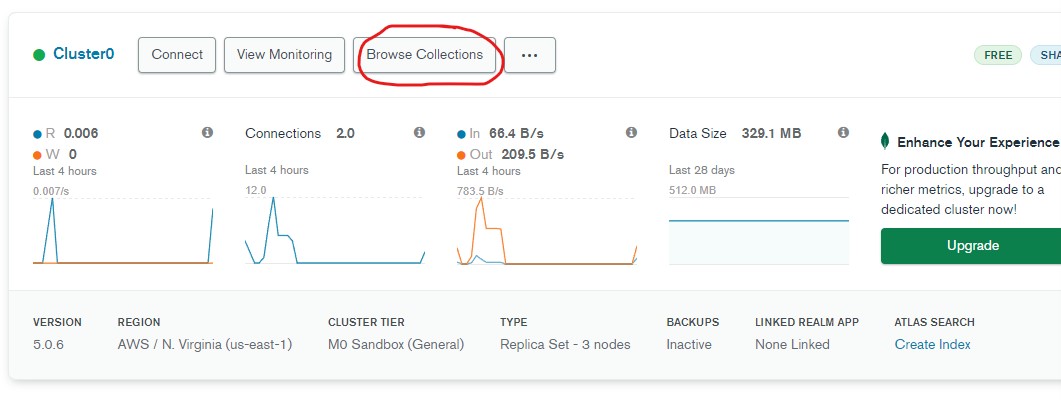 Cluster0 Connect View Monitoring Browse Collections ... FREE SHA
R 0.006
W 0
Last 4 hours
0.007/s
Connections 2.0
Last 4 hours
12.0
In 66.4 B/s
Out 209.5 B/s
Last 4 hours
783.5 B/s
Data Size 329.1 MB
Last 28 days
512.0 MB
Enhance Your Experience
For production throughput and
richer metrics, upgrade to a
dedicated cluster now!
Upgrade
VERSION
5.0.6
REGION
AWS / N. Virginia (us-east-1)
CLUSTER TIER
M0 Sandbox (General)
TYPE
Replica Set - 3 nodes
BACKUPS
Inactive
LINKED REALM APP
None Linked
ATLAS SEARCH
Create Index